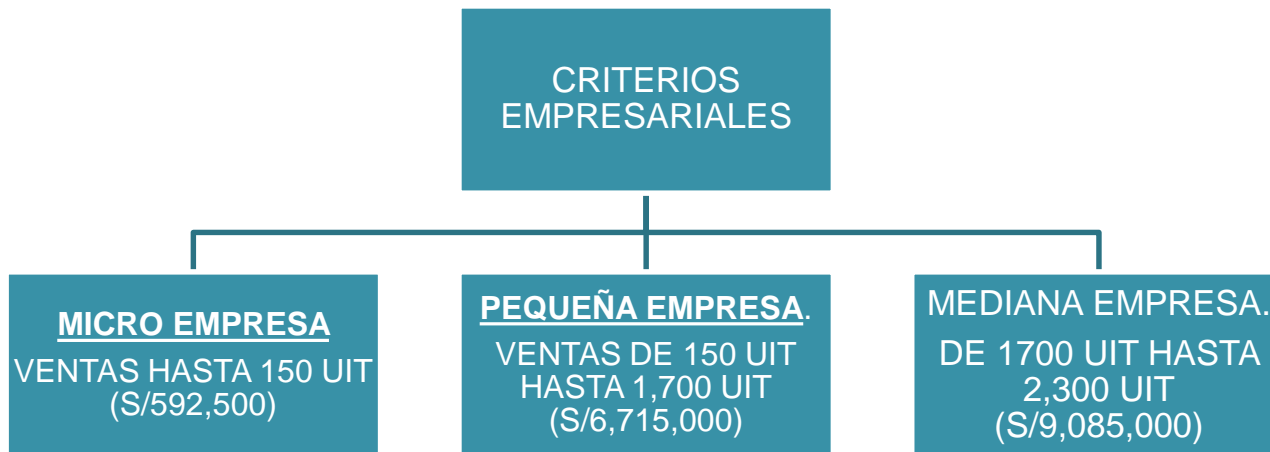 CRITERIOS
EMPRESARIALES
MICRO EMPRESA
VENTAS HASTA 150 UIT
(S/592,500)
PEQUEÑA EMPRESA.
VENTAS DE 150 UIT
HASTA 1,700 UIT
(S/6,715,000)
MEDIANA EMPRESA.
DE 1700 UIT HASTA
2,300 UIT
(S/9,085,000)